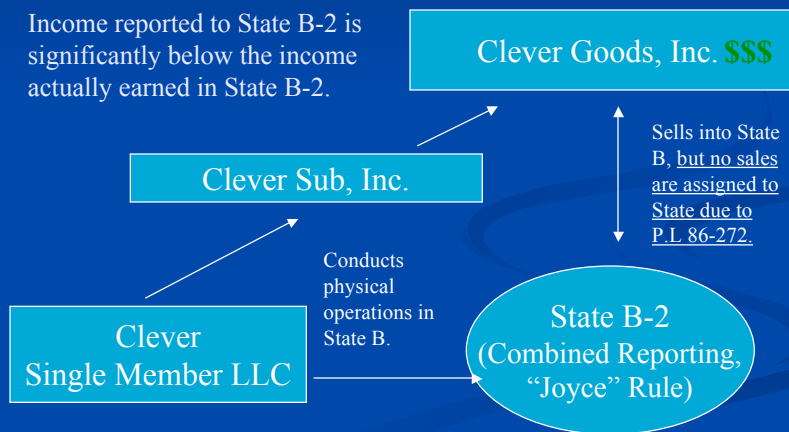 Income reported to State B-2 is
significantly below the income
actually earned in State B-2.
Clever Goods, Inc. $$$
Sells into State
B, but no sales
are assigned to
State due to
P.L 86-272.
Clever Sub, Inc.
Conducts
physical
operations in
State B.
Clever
Single Member LLC
State B-2
(Combined Reporting,
“Joyce” Rule)